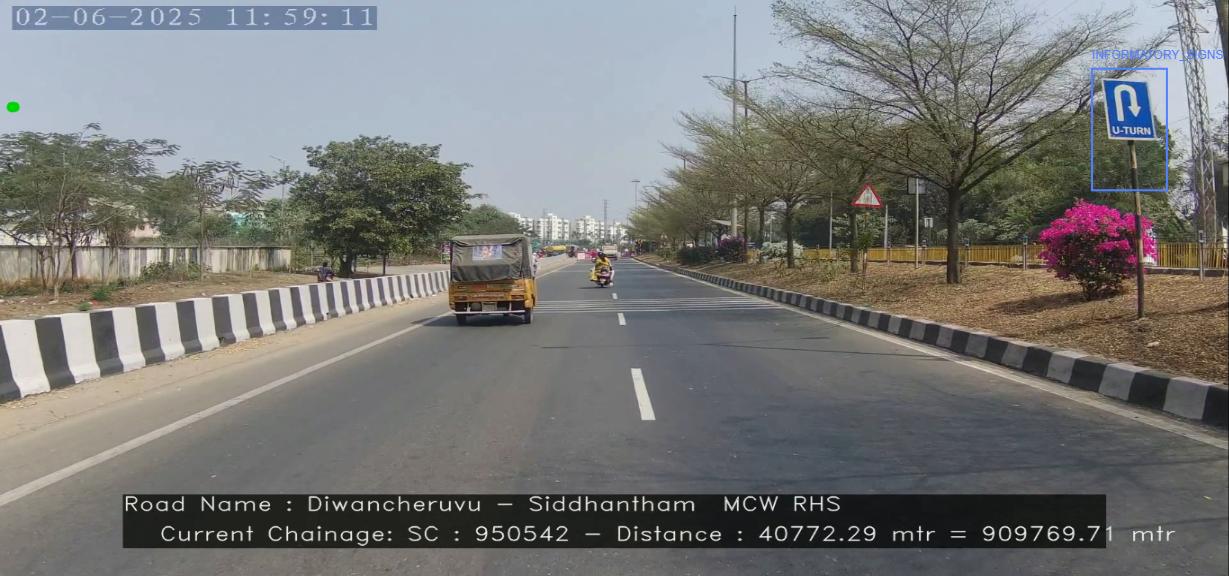 02-06-2025 11:59:11
INFORMATORY_SIGNS
U-TURN
Road Name : Diwancheruvu - Siddhantham MCW RHS
Current Chainage: SC : 950542 - Distance : 40772.29 mtr = 909769.71 mtr